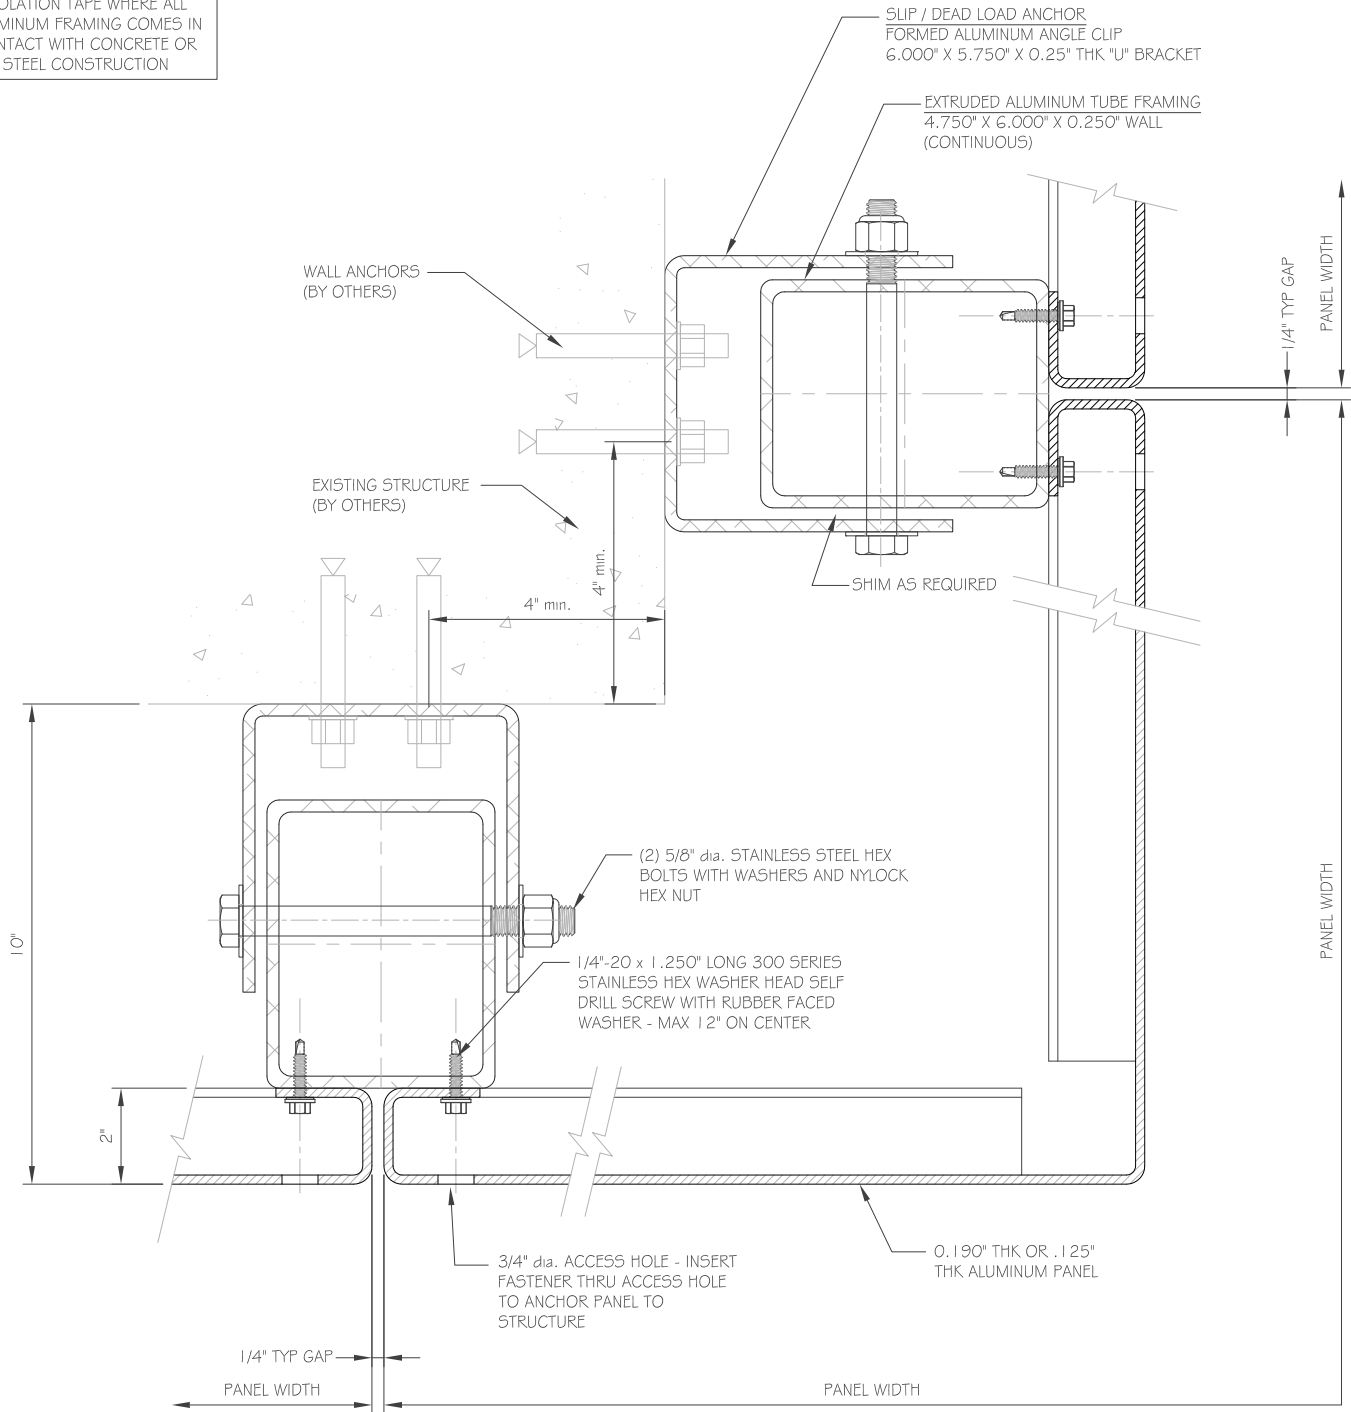 TAPE WHERE ALL
FRAMING COMES IN
WITH CONCRETE OR
STEEL CONSTRUCTION
SLIP / DEAD LOAD ANCHOR
FORMED ALUMINUM ANGLE CLIP
6.000" X 5.750" X 0.25" THK "U" BRACKET
EXTRUDED ALUMINUM TUBE FRAMING
4.750" X 6.000" X 0.250" WALL
(CONTINUOUS)
WALL ANCHORS
(BY OTHERS)
1/4" TYP GAP
PANEL WIDTH
EXISTING STRUCTURE
(BY OTHERS)
4" min.
4" min.
SHIM AS REQUIRED
10"
(2) 5/8" dia. STAINLESS STEEL HEX
BOLTS WITH WASHERS AND NYLOCK
HEX NUT
PANEL WIDTH
1/4"-20 x 1.250" LONG 300 SERIES
STAINLESS HEX WASHER HEAD SELF
DRILL SCREW WITH RUBBER FACED
WASHER - MAX 12" ON CENTER
2"
3/4" dia. ACCESS HOLE - INSERT
FASTENER THRU ACCESS HOLE
TO ANCHOR PANEL TO
STRUCTURE
0.190" THK OR .125"
THK ALUMINUM PANEL
1/4" TYP GAP
PANEL WIDTH
PANEL WIDTH